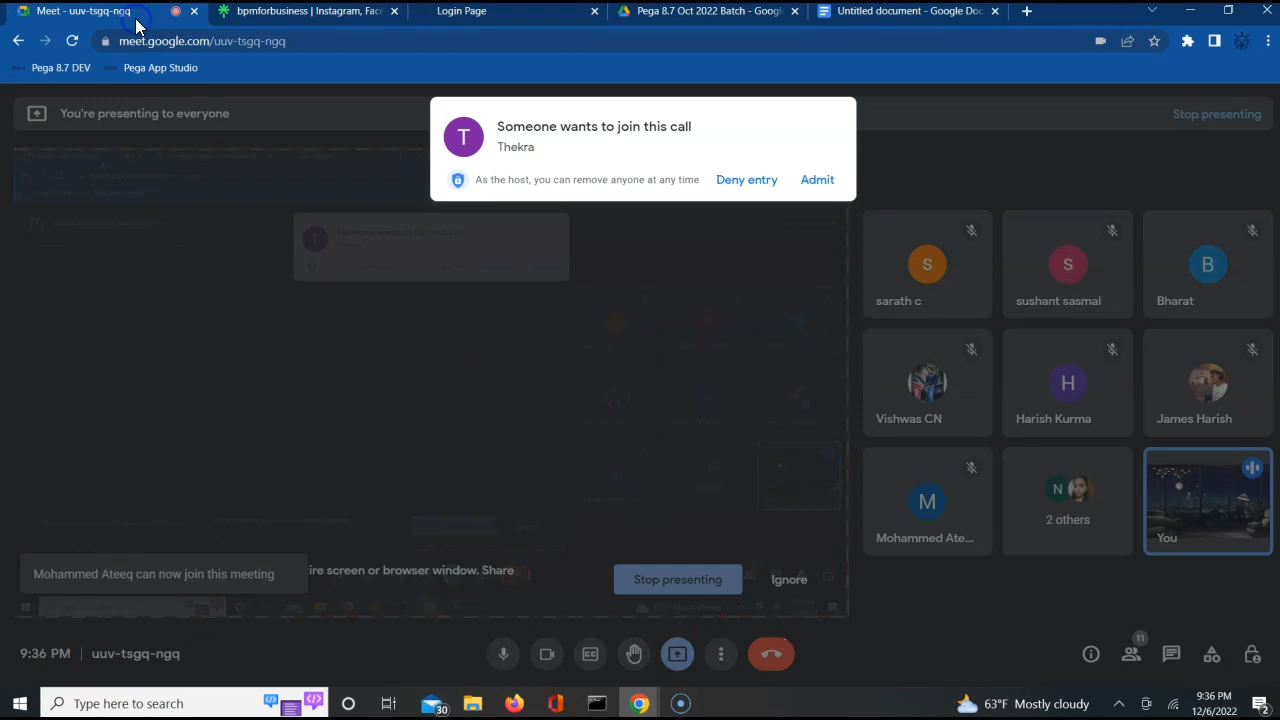 Meet - uuv-tsgq-ngq
bpmforbusiness | Instagram, Fac
Login Page
Pega 8.7 Oct 2022 Batch - Googl
Untitled document - Google Doc
meet.google.com/uuv-tsgq-ngq
Pega 8.7 DEV
Pega App Studio
You're presenting to everyone
Stop presenting
Someone wants to join this call
T
Thekra
As the host, you can remove anyone at any time
Deny entry
Admit
S
sarath c
S
sushant sasmal
B
Bharat
Vishwas CN
H
Harish Kurma
James Harish
M
Mohammed Ate...
N
2 others
You
Mohammed Ateeq can now join this meeting
ire screen or browser window. Share
Stop presenting
Ignore
9:36 PM | uuv-tsgq-ngq
11
Type here to search
30
63°F Mostly cloudy
9:36 PM
12/6/2022
2